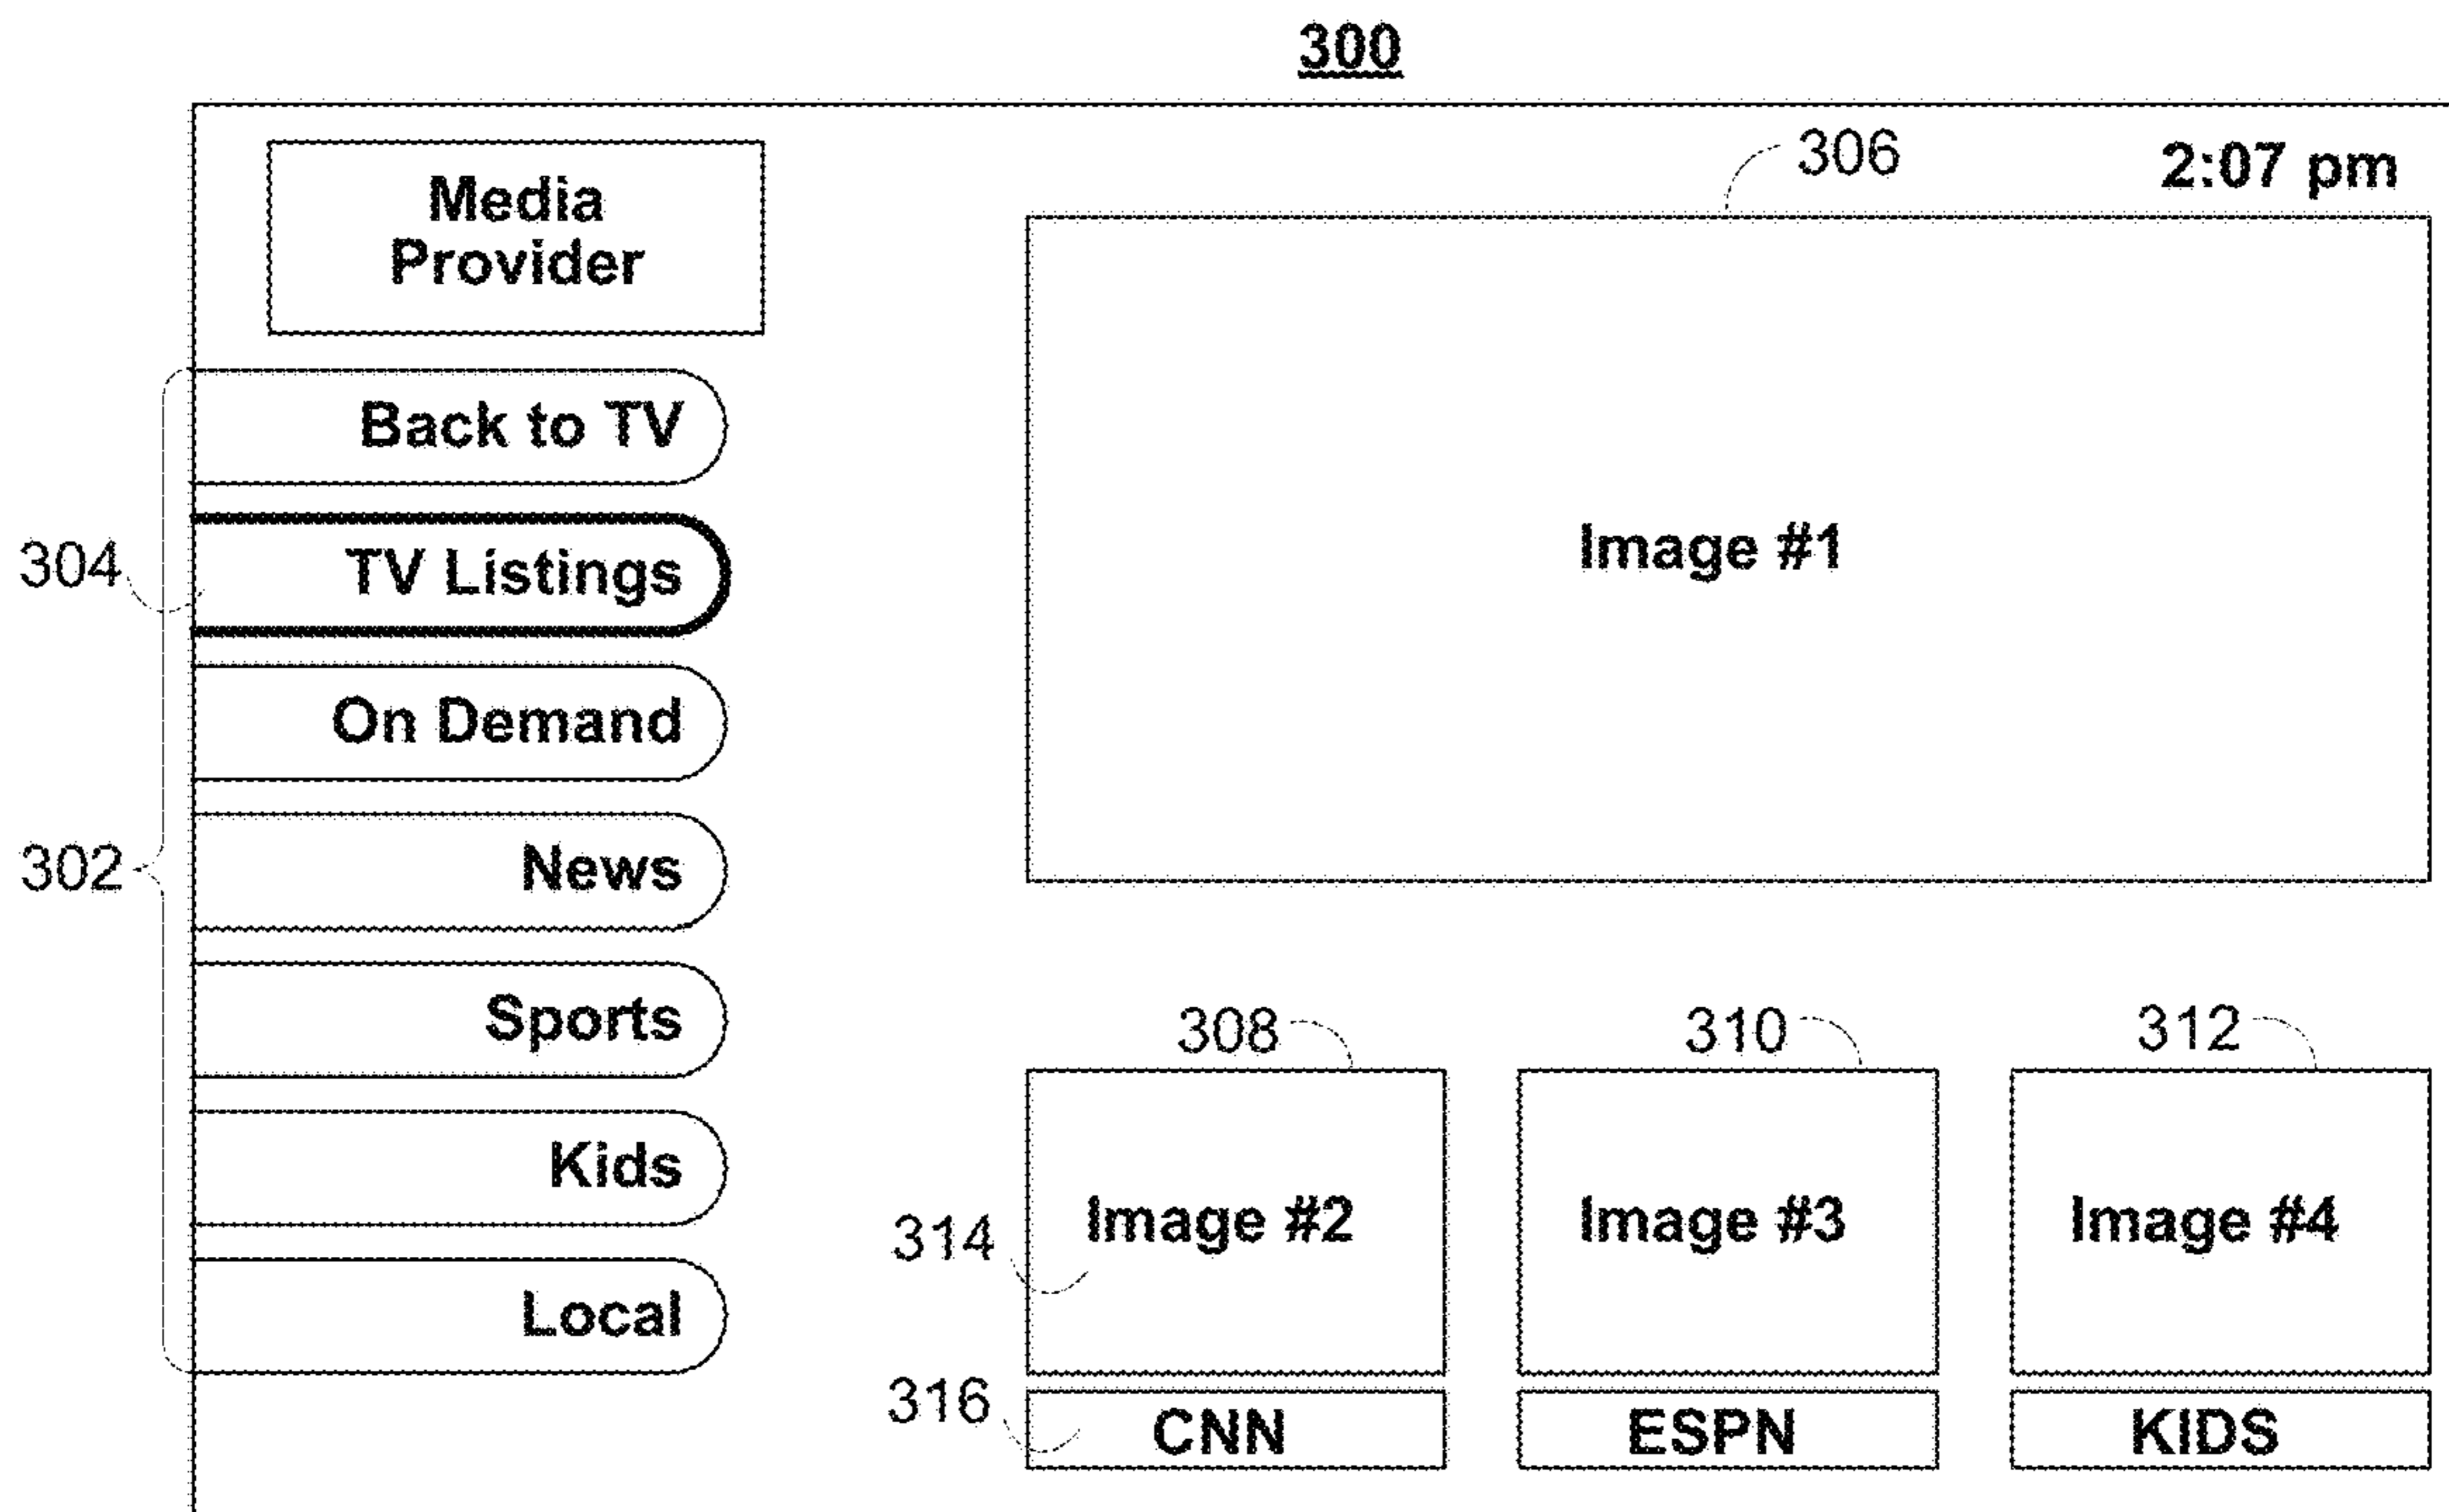 300
306
2:07 pm
Media
Provider
Back to TV
304
TV Listings
Image #1
On Demand
302
News
Sports
308
310
312
Kids
314
Image #2
Image #3
Image #4
Local
316
CNN
ESPN
KIDS